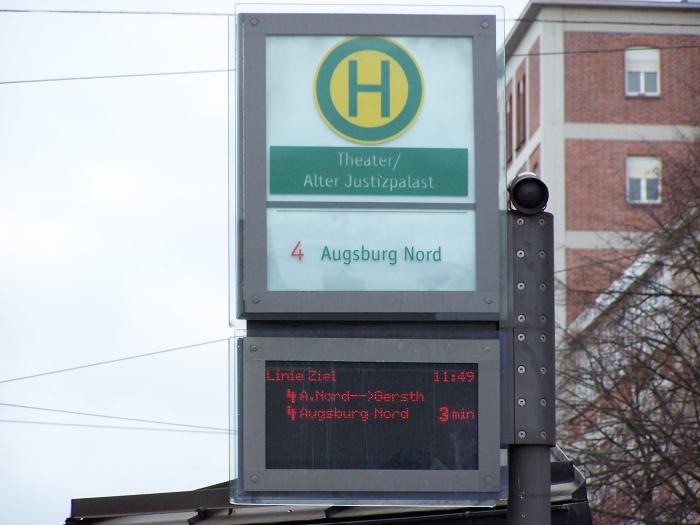 H
Theater/
Alter Justizpalast
4 Augsburg Nord
Linie Ziel 11:49
4 A.Nord-->Gersth
4 Augsburg Nord 3 min